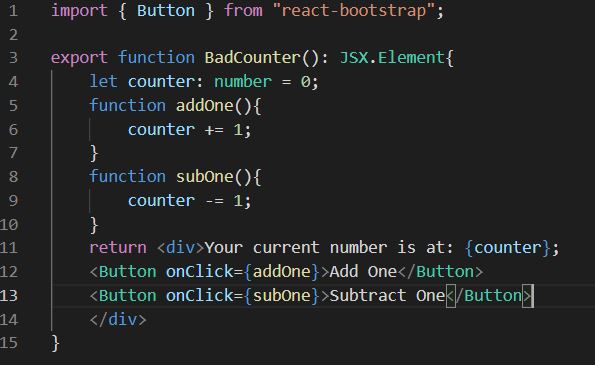 1 import { Button } from "react-bootstrap";
2
3 export function BadCounter(): JSX.Element{
4     let counter: number = 0;
5     function addOne(){
6         counter += 1;
7     }
8     function subOne(){
9         counter -= 1;
10     }
11     return <div>Your current number is at: {counter};
12     <Button onClick={addOne}>Add One</Button>
13     <Button onClick={subOne}>Subtract One</Button>
14     </div>
15 }